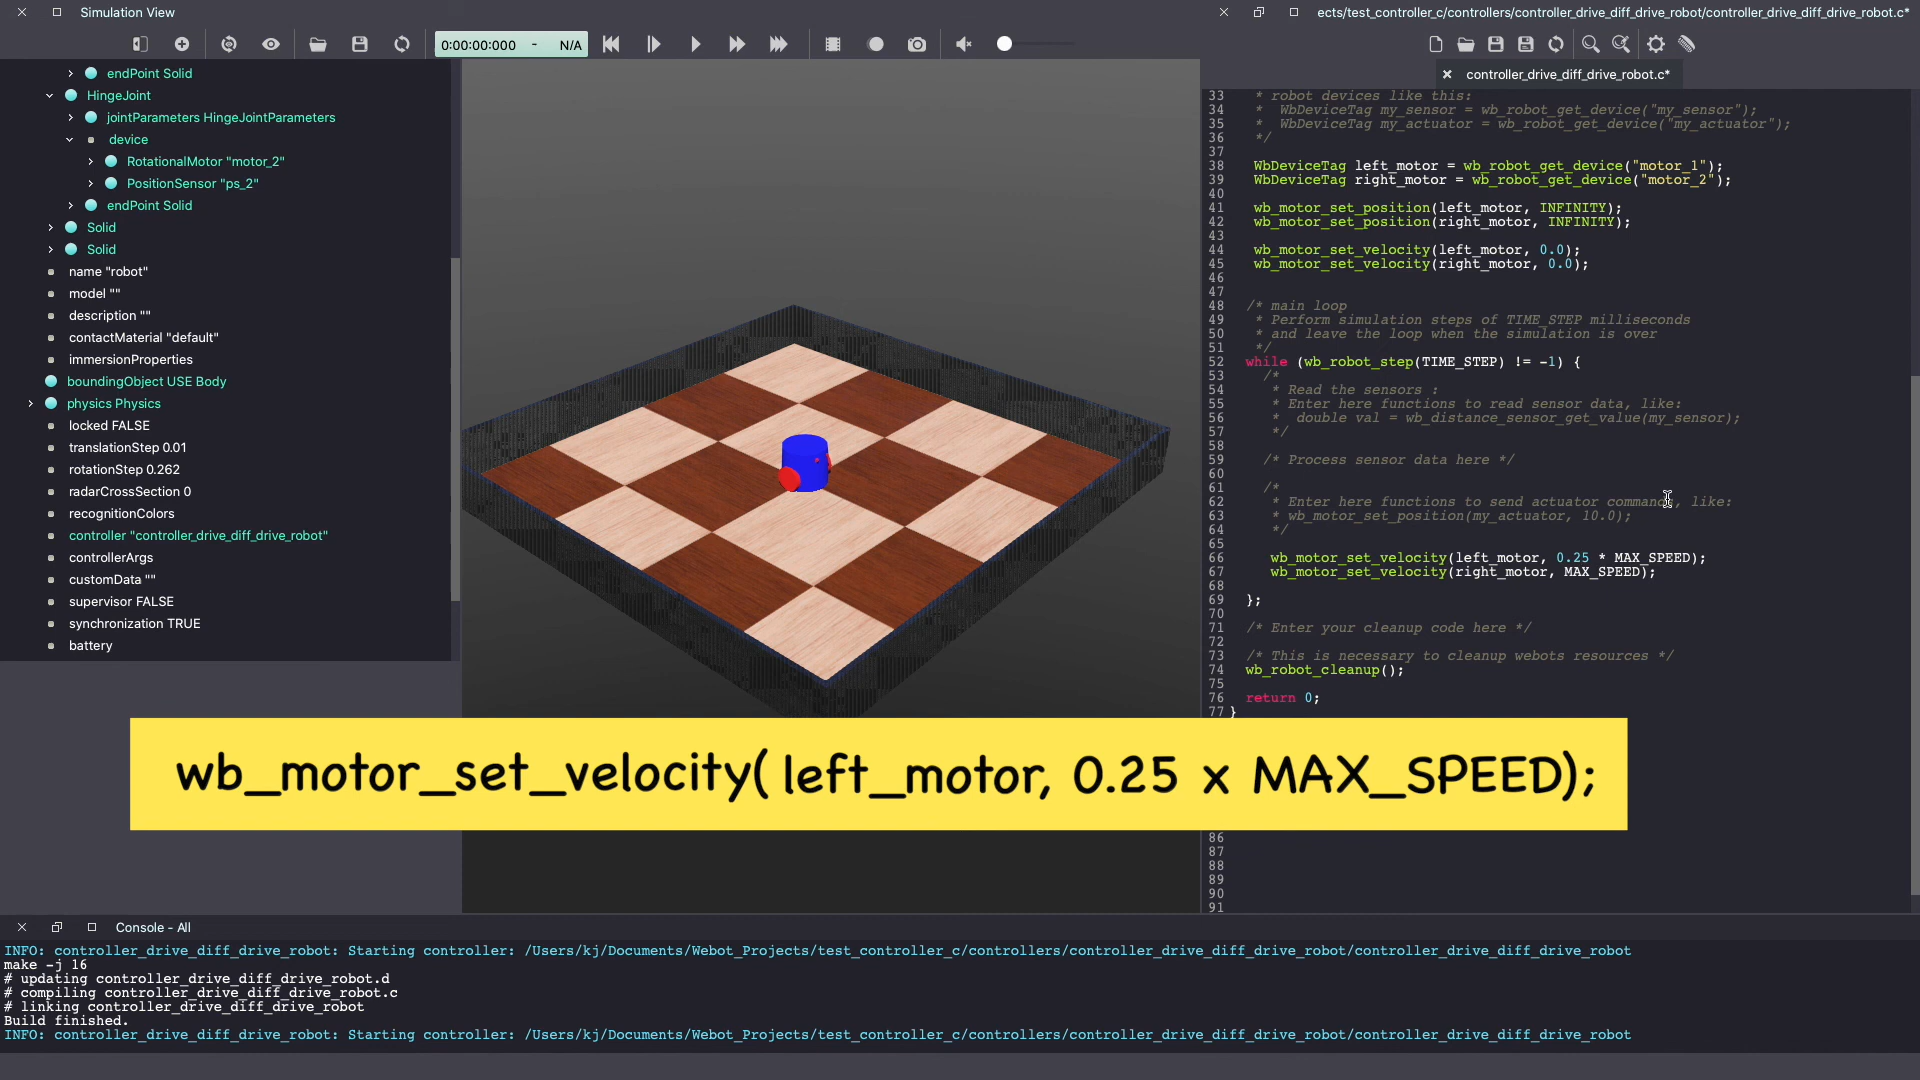 Simulation View
ects/test_controller_c/controllers/controller_drive_diff_drive_robot/controller_drive_diff_drive_robot.c*
0:00:00:000 - N/A
endPoint Solid
HingeJoint
jointParameters HingeJointParameters
device
RotationalMotor "motor_2"
PositionSensor "ps_2"
endPoint Solid
Solid
Solid
name "robot"
model ""
description ""
contactMaterial "default"
immersionProperties
boundingObject USE Body
physics Physics
locked FALSE
translationStep 0.01
rotationStep 0.262
radarCrossSection 0
recognitionColors
controller "controller_drive_diff_drive_robot"
controllerArgs
customData ""
supervisor FALSE
synchronization TRUE
battery
controller_drive_diff_drive_robot.c*
33 * robot devices like this:
34 *  WbDeviceTag my_sensor = wb_robot_get_device("my_sensor");
35 *  WbDeviceTag my_actuator = wb_robot_get_device("my_actuator");
36 */
37
38 WbDeviceTag left_motor = wb_robot_get_device("motor_1");
39 WbDeviceTag right_motor = wb_robot_get_device("motor_2");
40
41 wb_motor_set_position(left_motor, INFINITY);
42 wb_motor_set_position(right_motor, INFINITY);
43
44 wb_motor_set_velocity(left_motor, 0.0);
45 wb_motor_set_velocity(right_motor, 0.0);
46
47
48 /* main loop
49 * Perform simulation steps of TIME_STEP milliseconds
50 * and leave the loop when the simulation is over
51 */
52 while (wb_robot_step(TIME_STEP) != -1) {
53 /*
54 * Read the sensors :
55 * Enter here functions to read sensor data, like:
56 *  double val = wb_distance_sensor_get_value(my_sensor);
57 */
58
59 /* Process sensor data here */
60
61 /*
62 * Enter here functions to send actuator commands, like:
63 * wb_motor_set_position(my_actuator, 10.0);
64 */
65
66 wb_motor_set_velocity(left_motor, 0.25 * MAX_SPEED);
67 wb_motor_set_velocity(right_motor, MAX_SPEED);
68
69 };
70
71 /* Enter your cleanup code here */
72
73 /* This is necessary to cleanup webots resources */
74 wb_robot_cleanup();
75
76 return 0;
77 }
wb_motor_set_velocity( left_motor, 0.25 x MAX_SPEED);
86
87
88
89
90
91
Console - All
INFO: controller_drive_diff_drive_robot: Starting controller: /Users/kj/Documents/Webot_Projects/test_controller_c/controllers/controller_drive_diff_drive_robot/controller_drive_diff_drive_robot
make -j 16
# updating controller_drive_diff_drive_robot.d
# compiling controller_drive_diff_drive_robot.c
# linking controller_drive_diff_drive_robot
Build finished.
INFO: controller_drive_diff_drive_robot: Starting controller: /Users/kj/Documents/Webot_Projects/test_controller_c/controllers/controller_drive_diff_drive_robot/controller_drive_diff_drive_robot